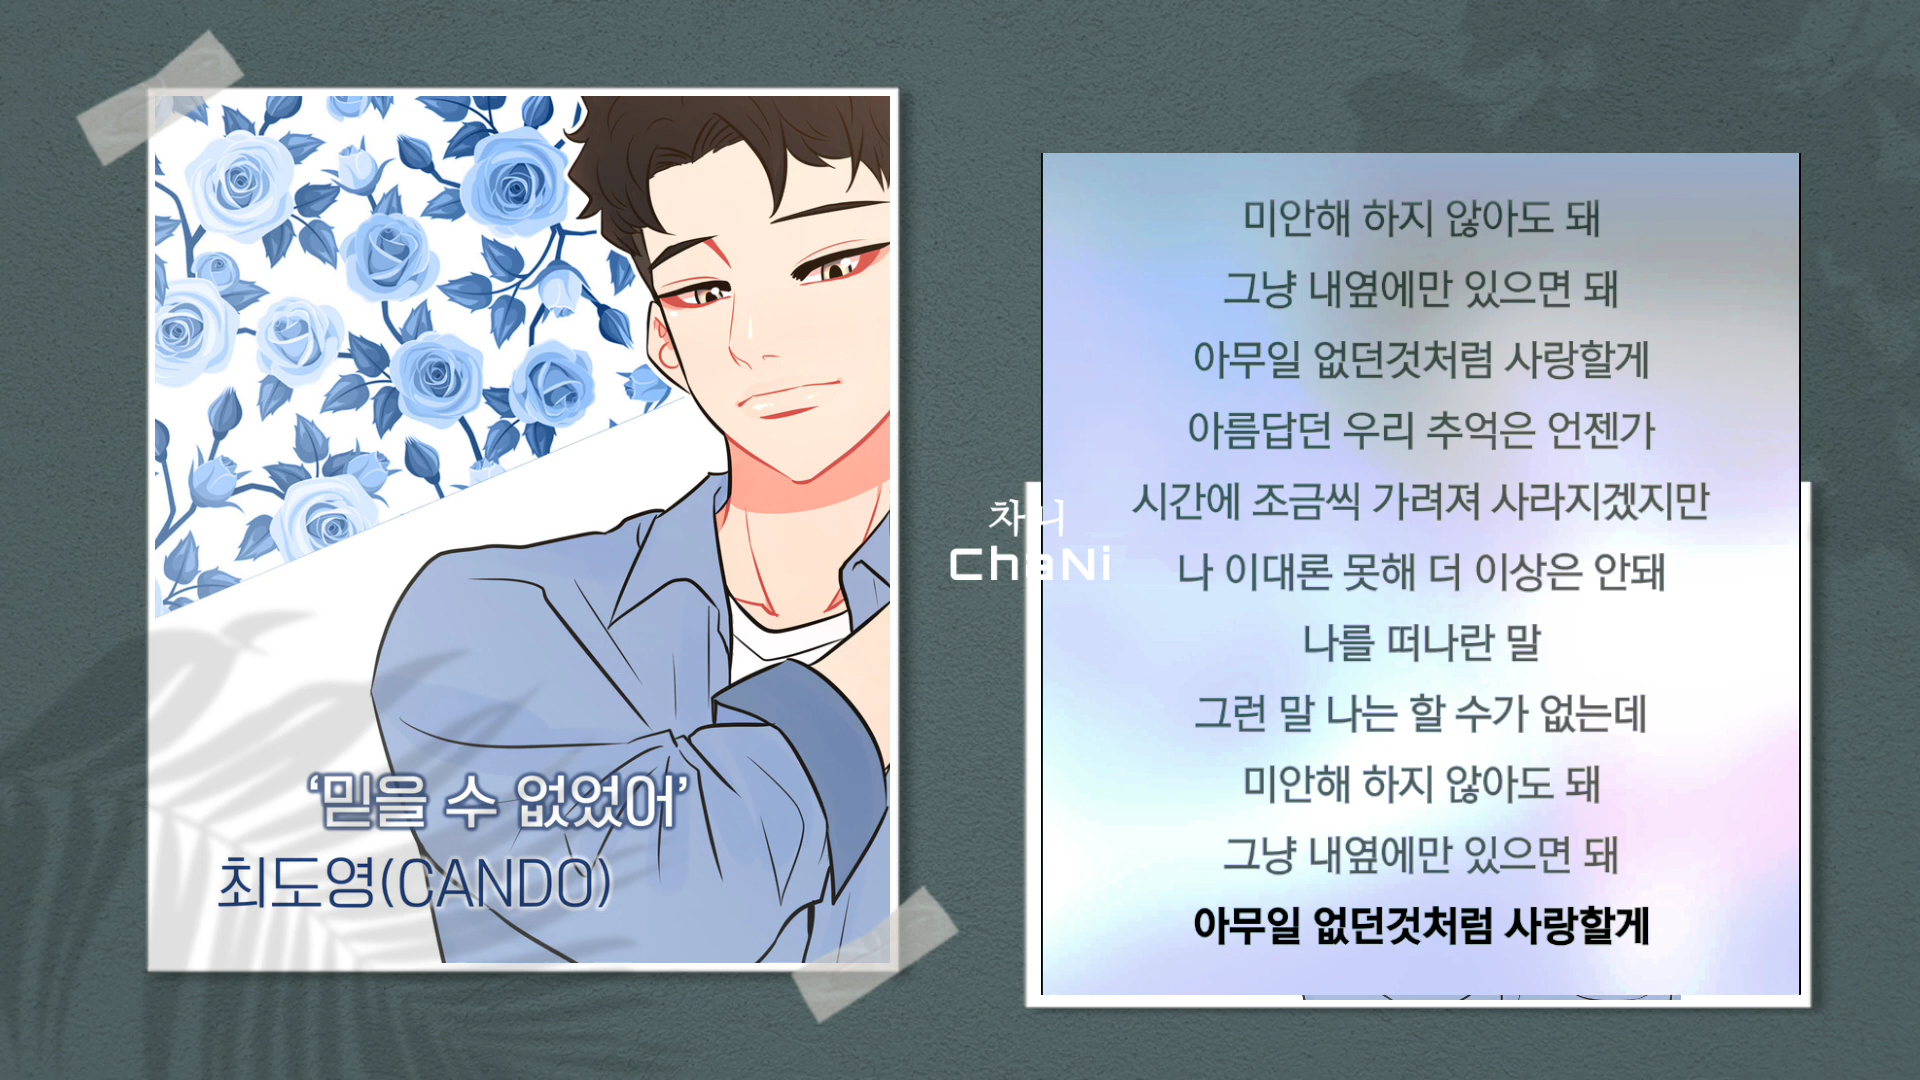 ‘믿을 수 없었어’
최도영(CANDO)
차니
ChaNi
미안해 하지 않아도 돼
그냥 내옆에만 있으면 돼
아무일 없던것처럼 사랑할게
아름답던 우리 추억은 언젠가
시간에 조금씩 가려져 사라지겠지만
나 이대론 못해 더 이상은 안돼
나를 떠나란 말
그런 말 나는 할 수가 없는데
미안해 하지 않아도 돼
그냥 내옆에만 있으면 돼
아무일 없던것처럼 사랑할게